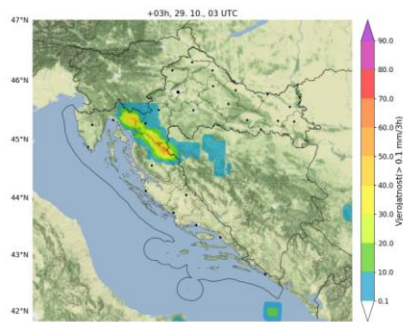 +03h, 29. 10., 03 UTC
47°N
46°N
45°N
44°N
43°N
42°N
90.0
80.0
70.0
60.0
50.0
40.0
30.0
20.0
10.0
0.1
Vjerojatnost(> 0.1 mm/3h)